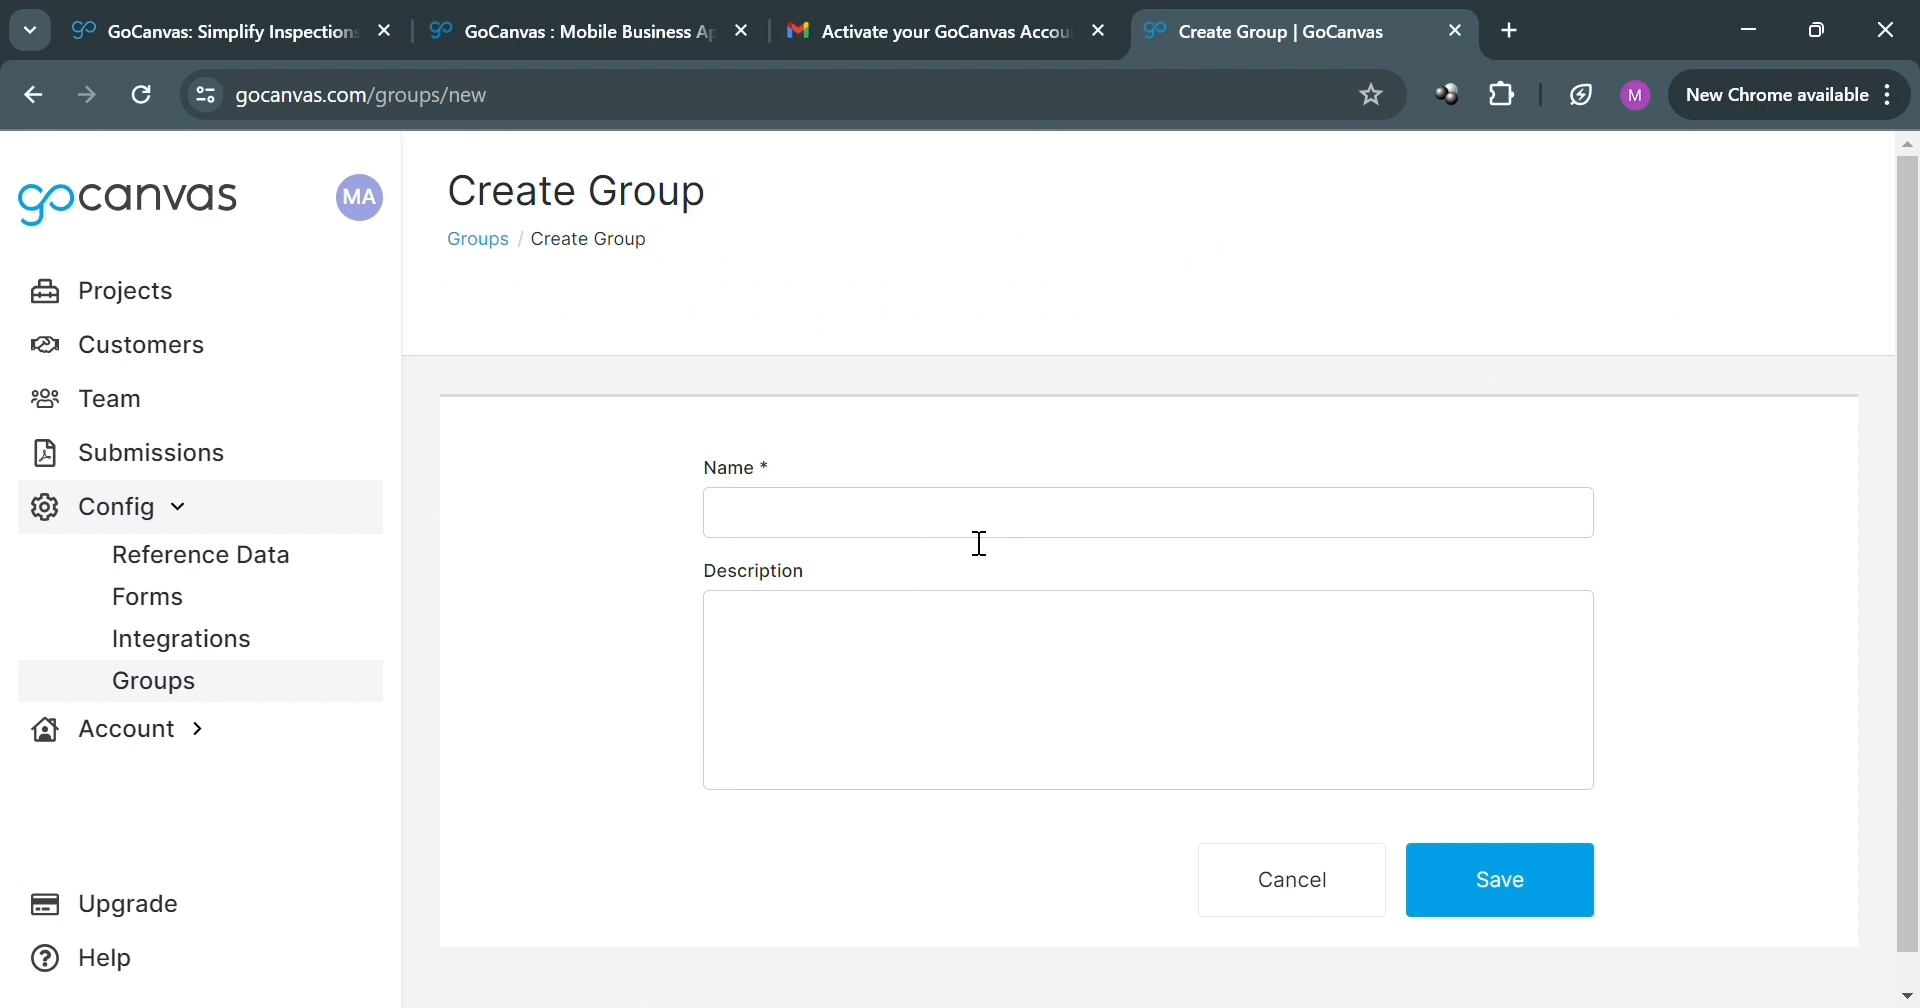 GoCanvas: Simplify Inspection
GoCanvas : Mobile Business Ap
Activate your GoCanvas Accou
Create Group | GoCanvas
gocanvas.com/groups/new
M
New Chrome available
gocanvas
MA
Projects
Customers
Team
Submissions
Config
Reference Data
Forms
Integrations
Groups
Account
Upgrade
Help
Create Group
Groups / Create Group
Name *
Description
Cancel
Save